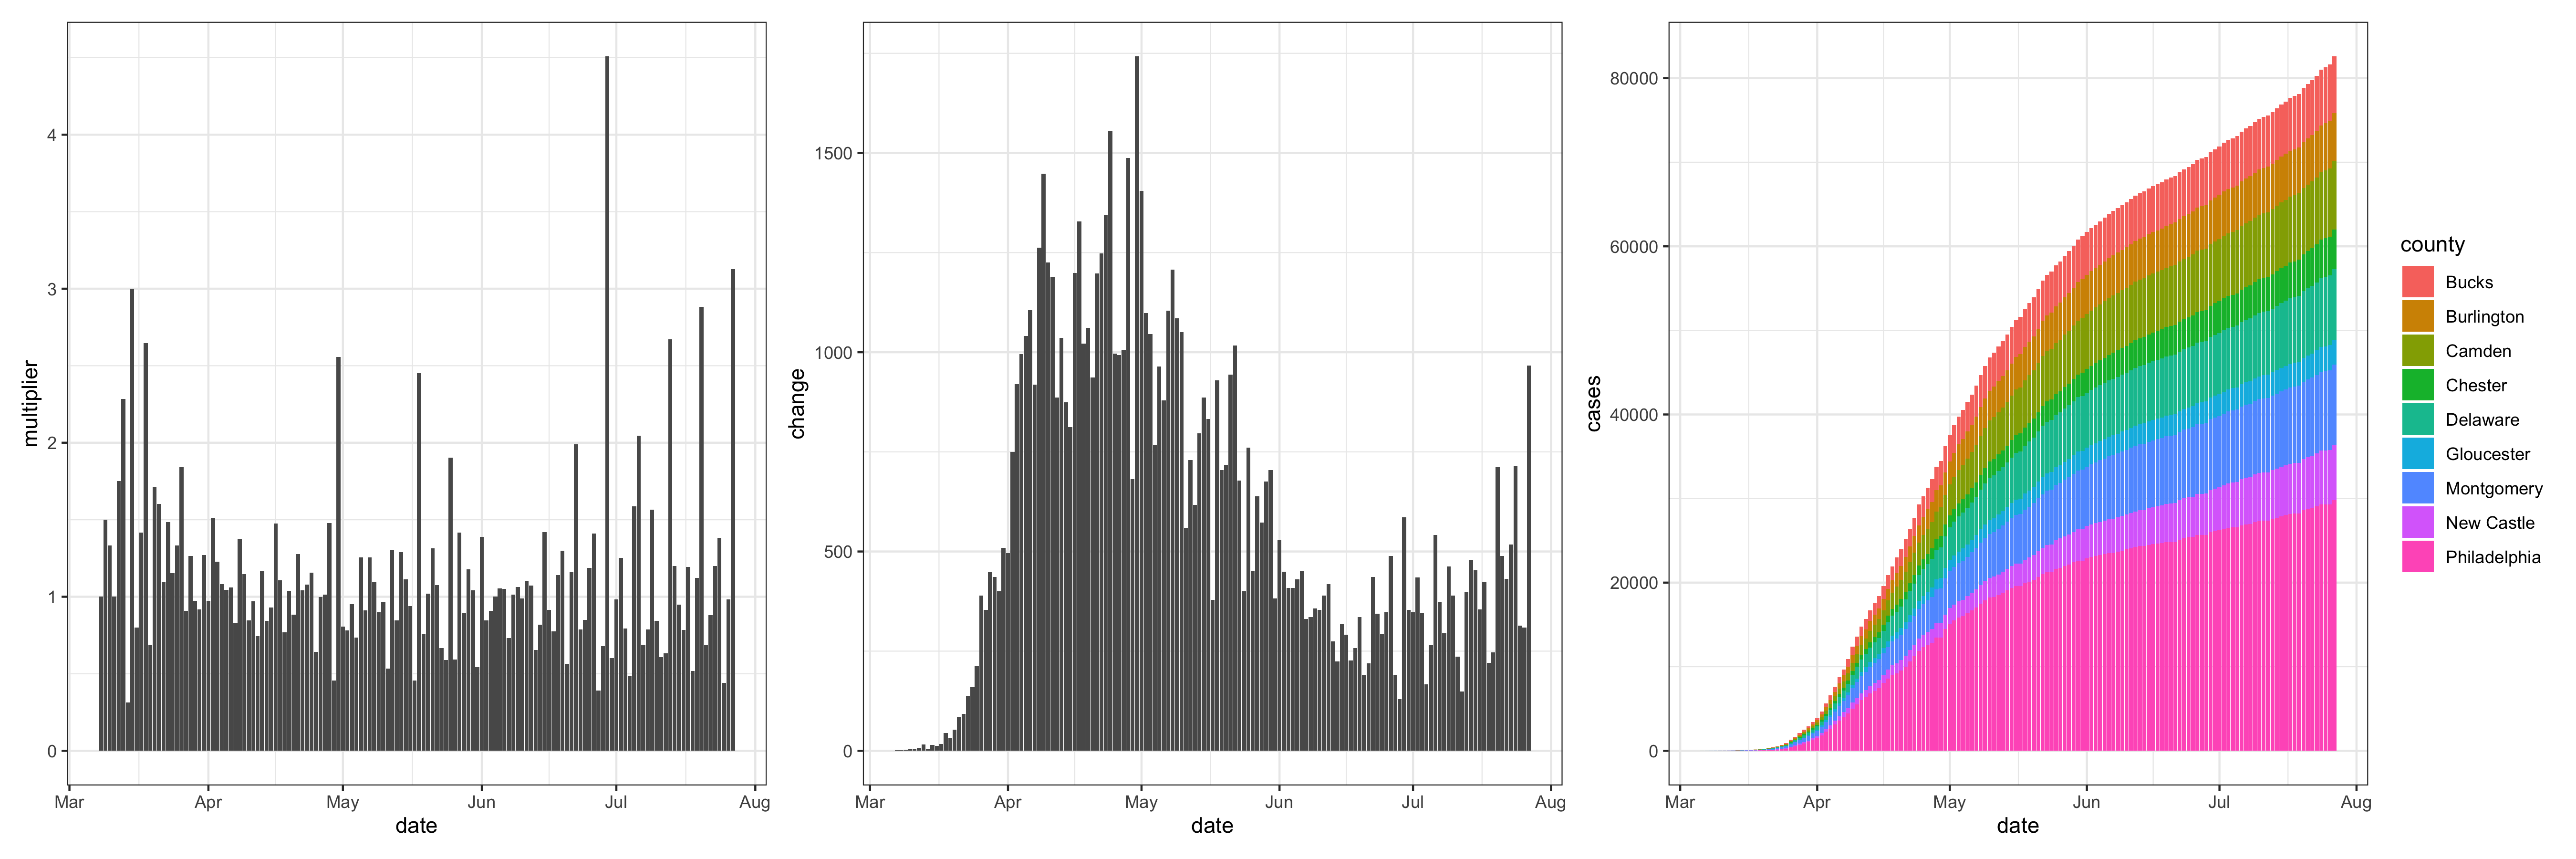 multiplier
4
3
2
1
0
Mar Apr May Jun Jul Aug
date
change
1500
1000
500
0
Mar Apr May Jun Jul Aug
date
cases
80000
60000
40000
20000
0
Mar Apr May Jun Jul Aug
date
county
Bucks
Burlington
Camden
Chester
Delaware
Gloucester
Montgomery
New Castle
Philadelphia